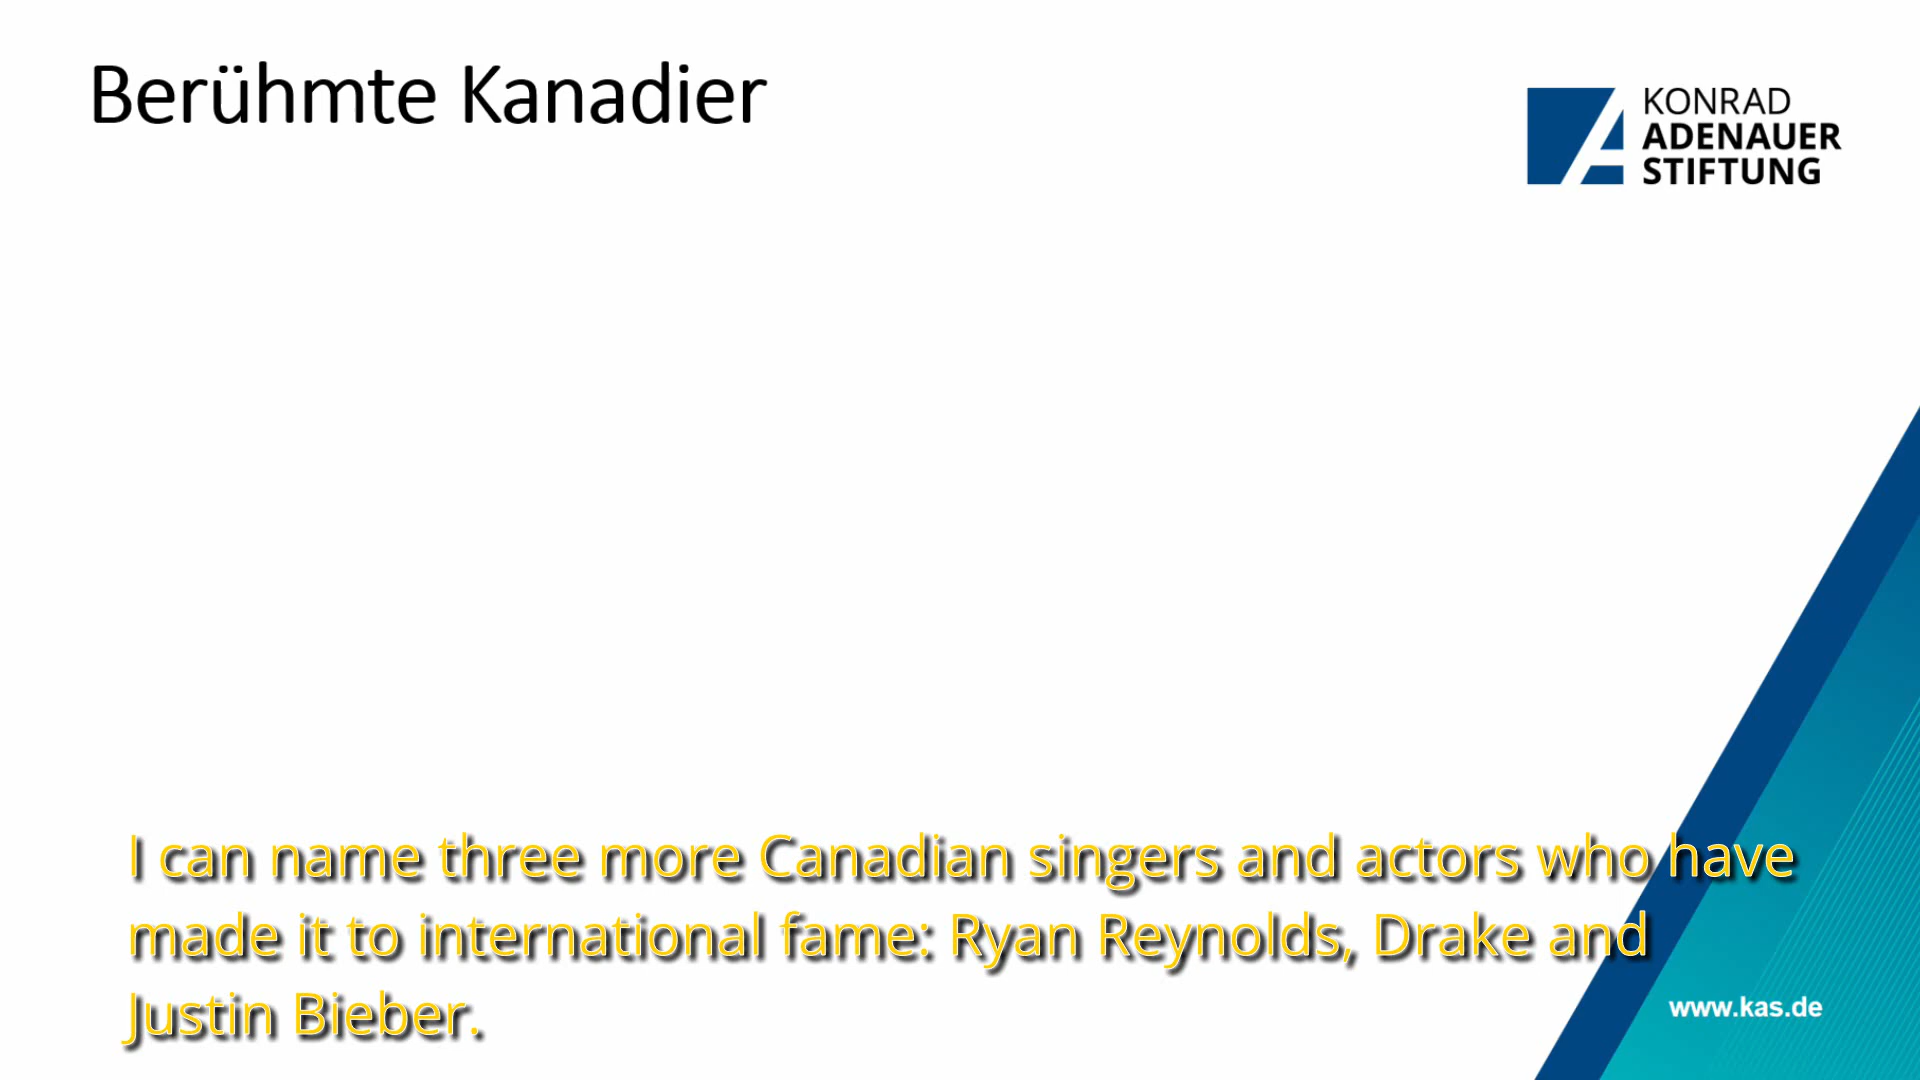 Berühmte Kanadier
KONRAD
ADENAUER
STIFTUNG
I can name three more Canadian singers and actors who have
made it to international fame: Ryan Reynolds, Drake and
Justin Bieber.
www.kas.de